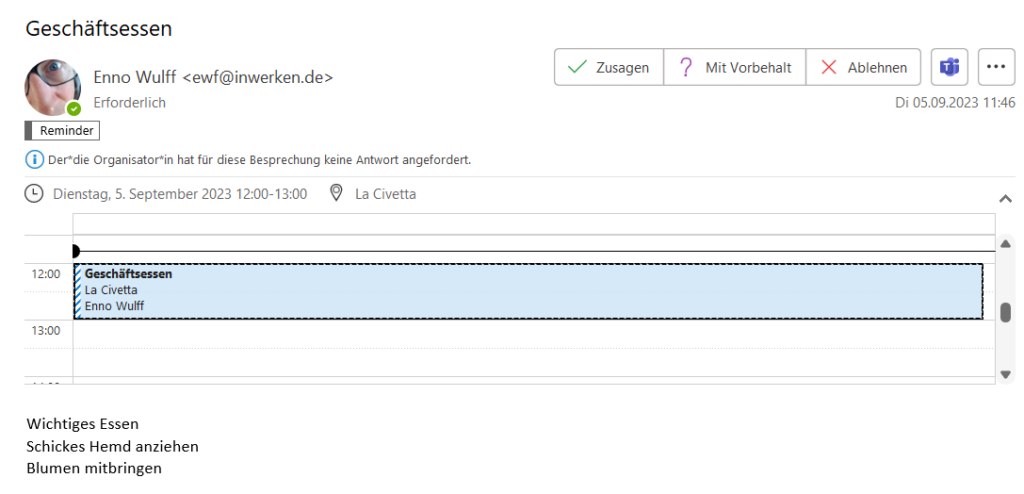 Geschäftsessen
Enno Wulff <ewf@inwerken.de>
Erforderlich
Zusagen
Mit Vorbehalt
Ablehnen
Di 05.09.2023 11:46
Reminder
Der*die Organisator*in hat für diese Besprechung keine Antwort angefordert.
Dienstag, 5. September 2023 12:00-13:00 La Civetta
12:00
Geschäftsessen
La Civetta
Enno Wulff
13:00
Wichtiges Essen
Schickes Hemd anziehen
Blumen mitbringen